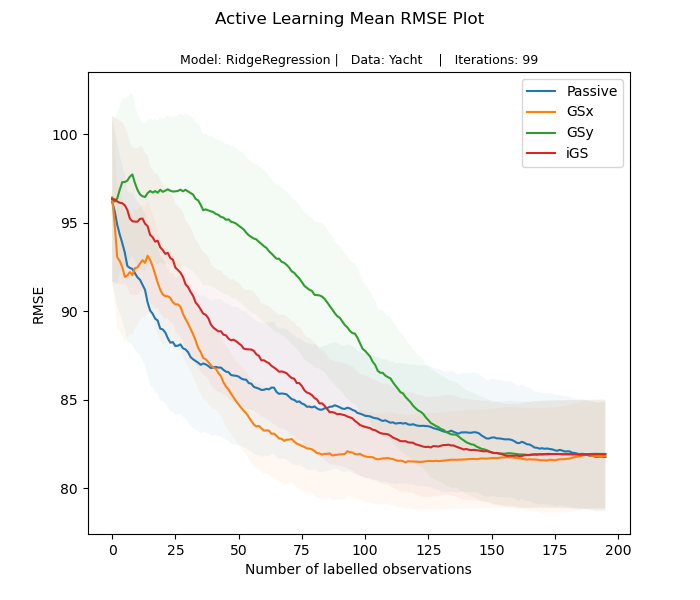 Active Learning Mean RMSE Plot
Model: RidgeRegression |   Data: Yacht    |   Iterations: 99
Passive
GSx
GSy
iGS
100
95
90
85
80
RMSE
0 25 50 75 100 125 150 175 200
Number of labelled observations